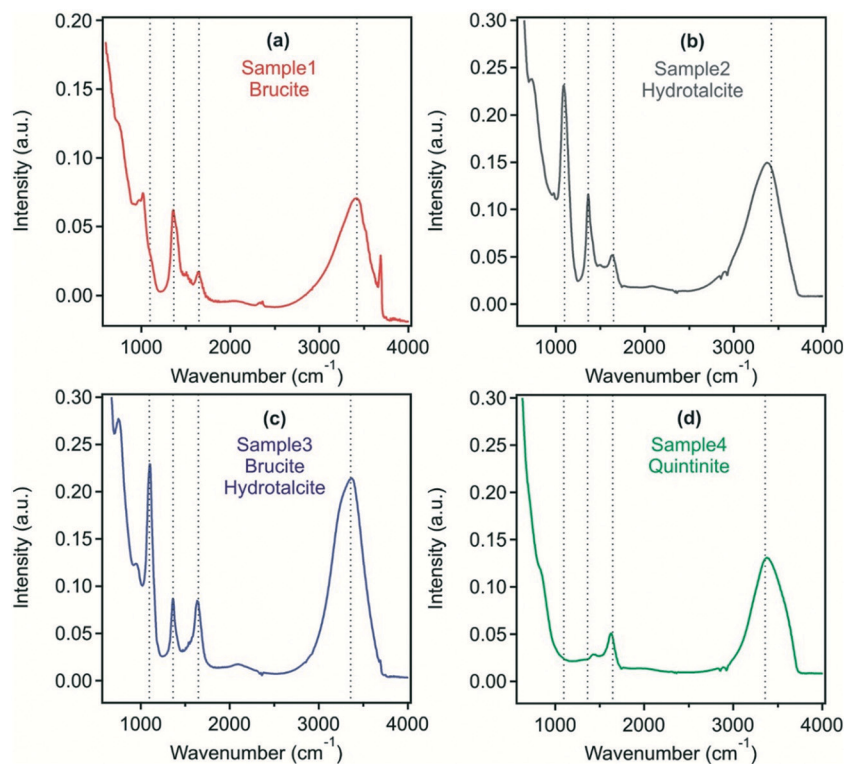 (a)
Sample1
Brucite
0.20
0.15
0.10
0.05
0.00
Intensity (a.u.)
1000 2000 3000 4000
Wavenumber (cm⁻¹)
(b)
Sample2
Hydrotalcite
0.30
0.25
0.20
0.15
0.10
0.05
0.00
Intensity (a.u.)
1000 2000 3000 4000
Wavenumber (cm⁻¹)
(c)
Sample3
Brucite
Hydrotalcite
0.30
0.25
0.20
0.15
0.10
0.05
0.00
Intensity (a.u.)
1000 2000 3000 4000
Wavenumber (cm⁻¹)
(d)
Sample4
Quintinite
0.30
0.25
0.20
0.15
0.10
0.05
0.00
Intensity (a.u.)
1000 2000 3000 4000
Wavenumber (cm⁻¹)